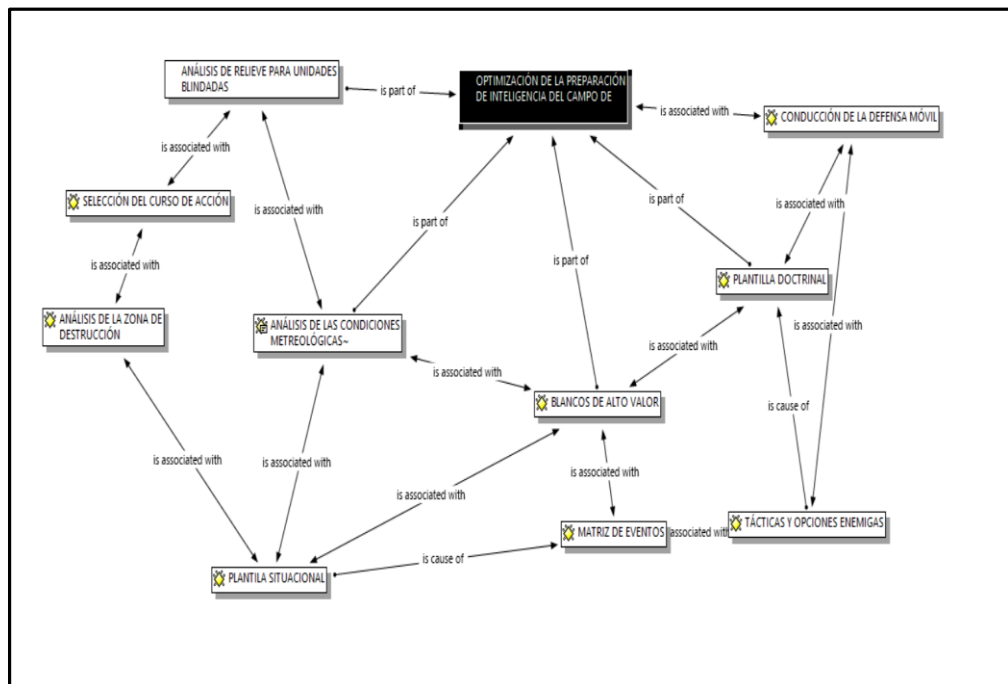 ANÁLISIS DE RELIEVE PARA UNIDADES
BLINDADAS
is part of
OPTIMIZACIÓN DE LA PREPARACIÓN
DE INTELIGENCIA DEL CAMPO DE
is associated with
CONDUCCIÓN DE LA DEFENSA MÓVIL
is associated with
SELECCIÓN DEL CURSO DE ACCIÓN
is associated with
is part of
is part of
is associated with
is associated with
is part of
PLANTILLA DOCTRINAL
ANÁLISIS DE LA ZONA DE
DESTRUCCIÓN
ANÁLISIS DE LAS CONDICIONES
METREOLÓGICAS~
is associated with
is associated with
is associated with
BLANCOS DE ALTO VALOR
is cause of
is associated with
is associated with
is associated with
is associated with
TÁCTICAS Y OPCIONES ENEMIGAS
MATRIZ DE EVENTOS
associated with
is cause of
PLANTILA SITUACIONAL